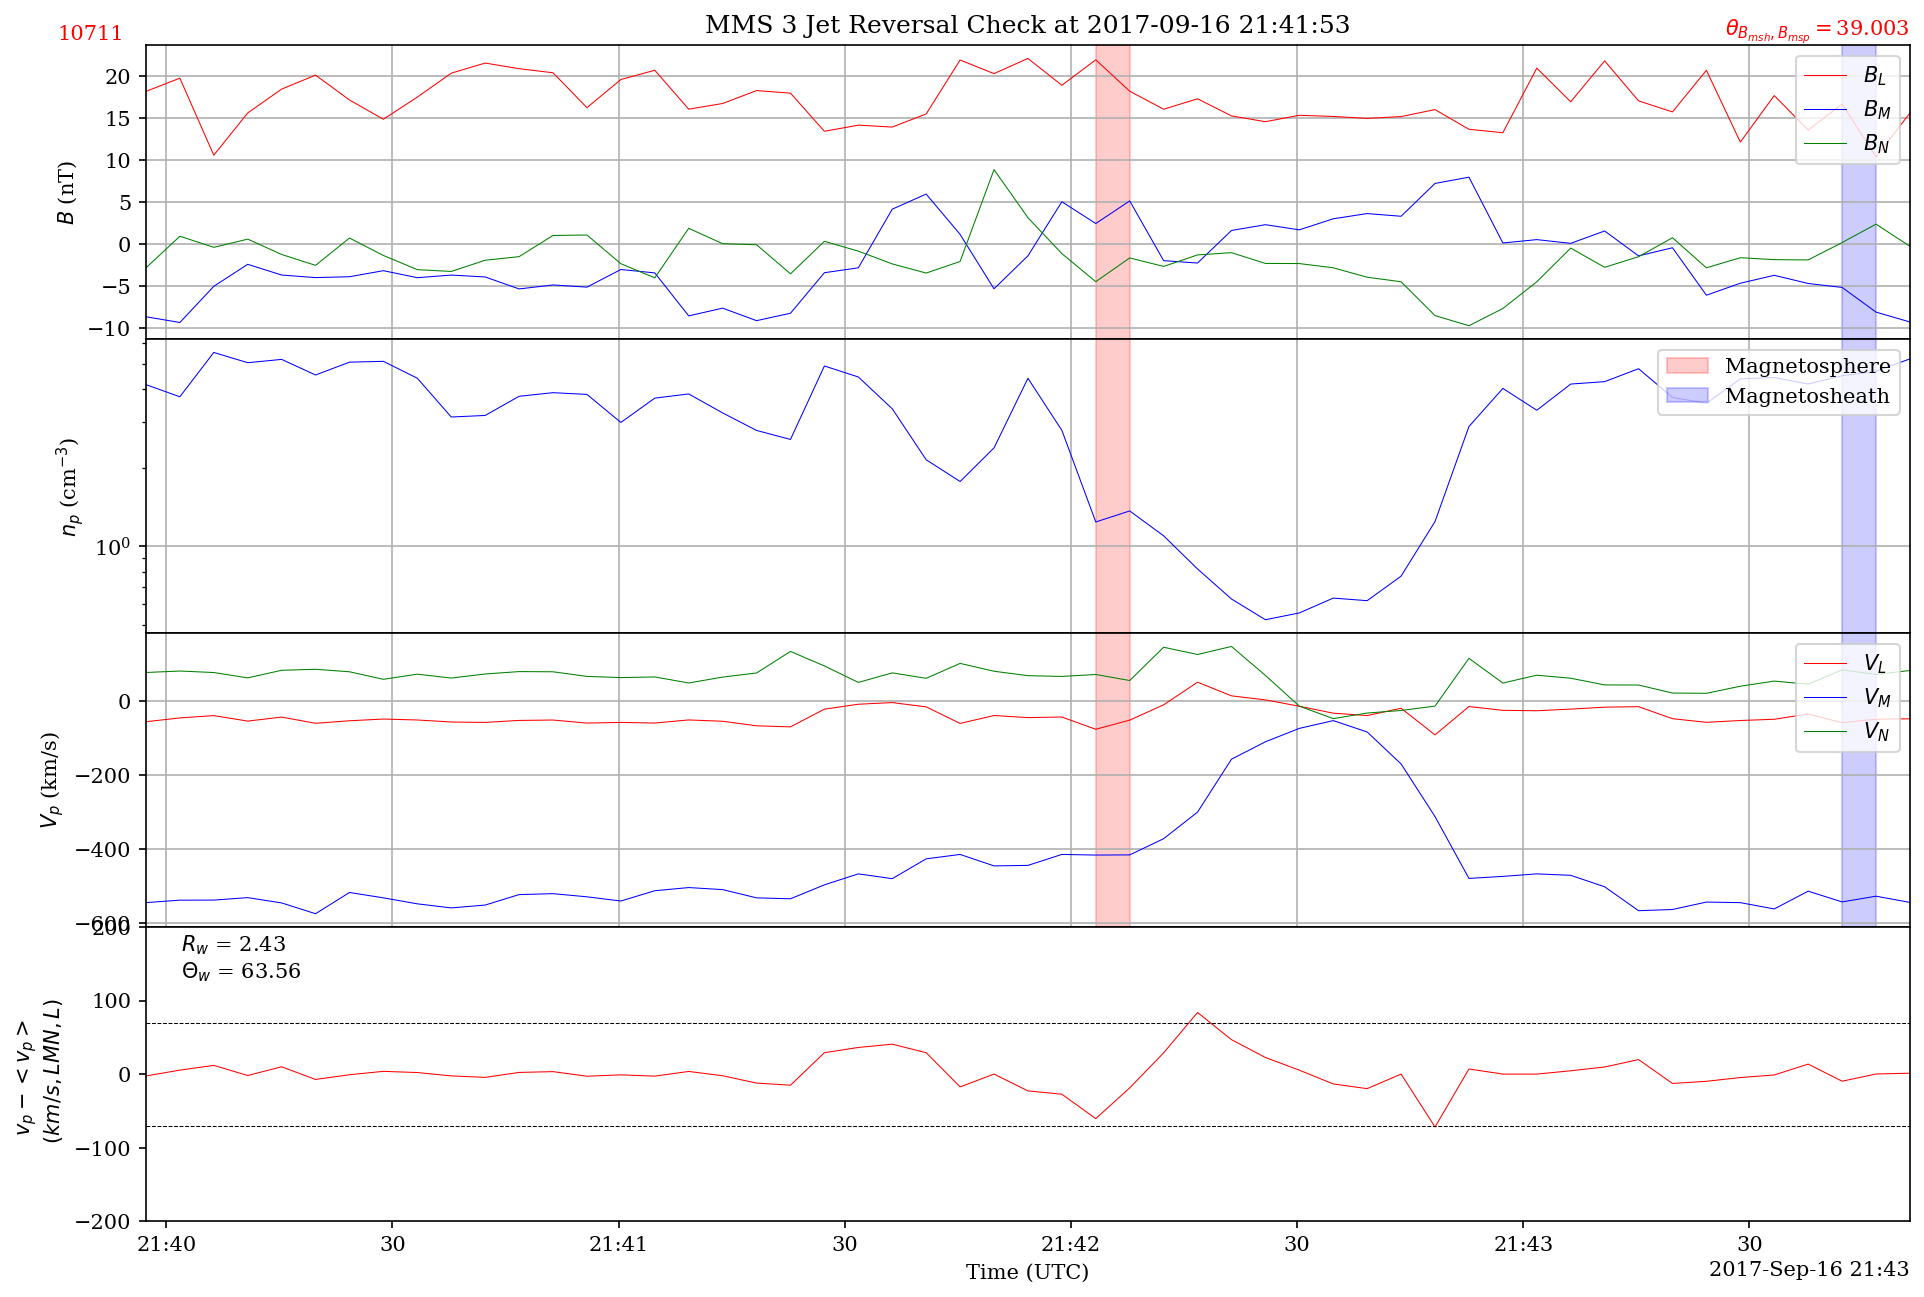 10711
MMS 3 Jet Reversal Check at 2017-09-16 21:41:53
θ_{B_{msh}, B_{msp}} = 39.003
B (nT)
20
15
10
5
0
−5
−10
B_L
B_M
B_N
n_p (cm^{−3})
10^0
Magnetosphere
Magnetosheath
V_p (km/s)
0
−200
−400
−600
V_L
V_M
V_N
v_p − < v_p >
(km/s, LMN, L)
200
100
0
−100
−200
R_w = 2.43
Θ_w = 63.56
21:40
30
21:41
30
21:42
30
21:43
30
Time (UTC)
2017-Sep-16 21:43